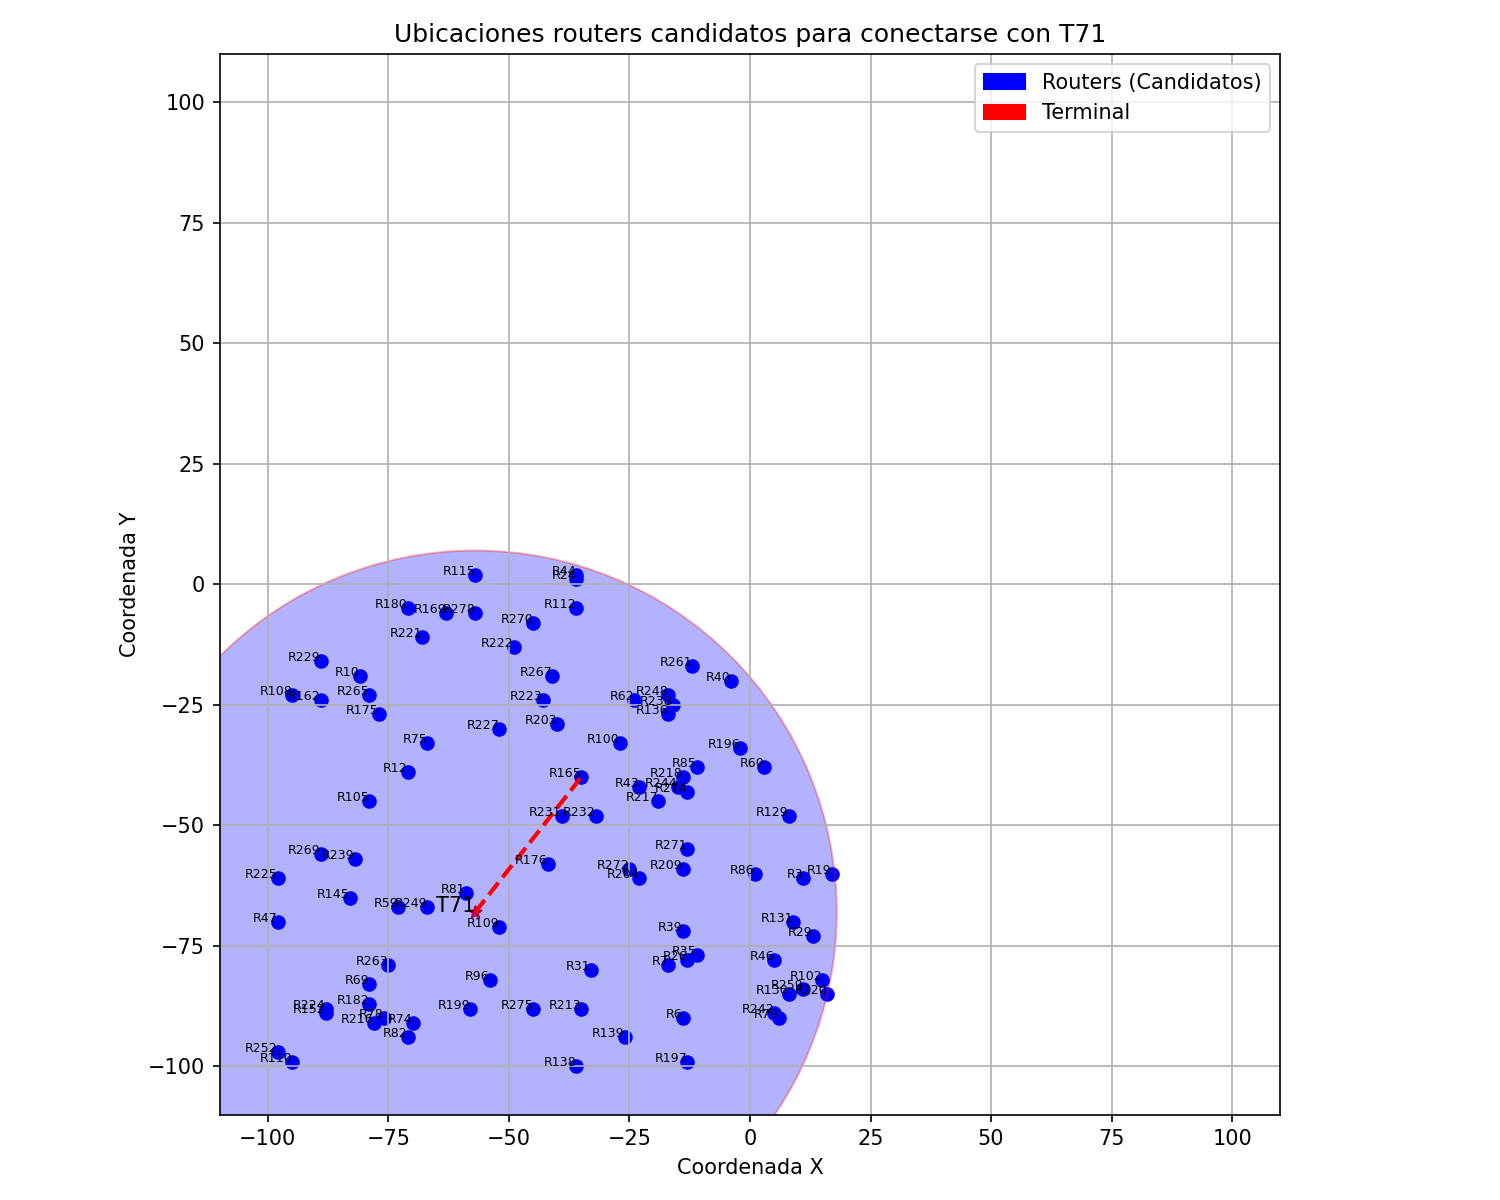 Ubicaciones routers candidatos para conectarse con T71
Routers (Candidatos)
Terminal
100
75
50
25
0
−25
−50
−75
−100
Coordenada Y
R115
R44
R24
R180
R169
R278
R112
R270
R221
R222
R229
R10
R267
R261
R40
R108
R162
R265
R223
R62
R248
R136
R175
R227
R203
R75
R100
R196
R12
R165
R85
R60
R218
R43
R244
R105
R217
R231
R232
R129
R271
R269
R239
R176
R272
R209
R86
R225
R3
R19
R81
R145
R59
R249
T71
R47
R109
R131
R39
R29
R35
R46
R263
R31
R7
R69
R96
R102
R182
R224
R199
R275
R213
R242
R78
R216
R74
R6
R82
R139
R252
R110
R138
R197
−100
−75
−50
−25
0
25
50
75
100
Coordenada X